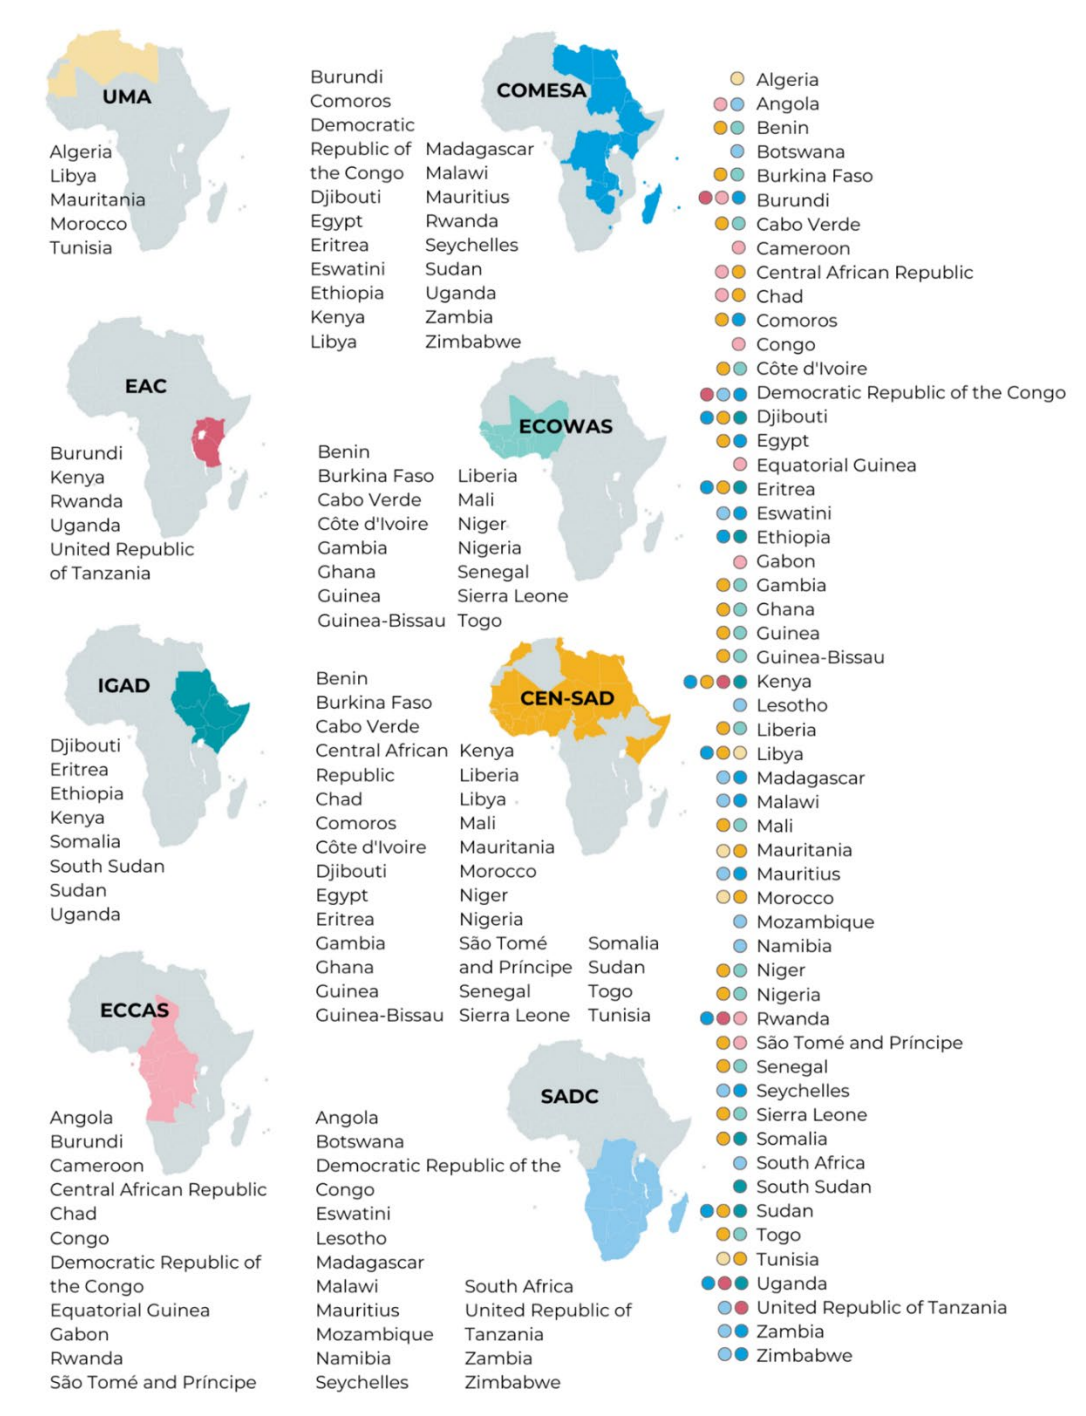 UMA
Algeria
Libya
Mauritania
Morocco
Tunisia
EAC
Burundi
Kenya
Rwanda
Uganda
United Republic
of Tanzania
IGAD
Djibouti
Eritrea
Ethiopia
Kenya
Somalia
South Sudan
Sudan
Uganda
ECCAS
Angola
Burundi
Cameroon
Central African Republic
Chad
Congo
Democratic Republic of
the Congo
Equatorial Guinea
Gabon
Rwanda
São Tomé and Príncipe
COMESA
Burundi
Comoros
Democratic
Republic of
the Congo
Djibouti
Egypt
Eritrea
Eswatini
Ethiopia
Kenya
Libya
Madagascar
Malawi
Mauritius
Rwanda
Seychelles
Sudan
Uganda
Zambia
Zimbabwe
ECOWAS
Benin
Burkina Faso
Cabo Verde
Côte d'Ivoire
Gambia
Ghana
Guinea
Guinea-Bissau
Liberia
Mali
Niger
Nigeria
Senegal
Sierra Leone
Togo
CEN-SAD
Benin
Burkina Faso
Cabo Verde
Central African
Republic
Chad
Comoros
Côte d'Ivoire
Djibouti
Egypt
Eritrea
Gambia
Ghana
Guinea
Guinea-Bissau
Kenya
Liberia
Libya
Mali
Mauritania
Morocco
Niger
Nigeria
São Tomé
and Príncipe
Senegal
Sierra Leone
Somalia
Sudan
Togo
Tunisia
SADC
Angola
Botswana
Democratic Republic of the
Congo
Eswatini
Lesotho
Madagascar
Malawi
Mauritius
Mozambique
Namibia
Seychelles
South Africa
United Republic of
Tanzania
Zambia
Zimbabwe
Algeria
Angola
Benin
Botswana
Burkina Faso
Burundi
Cabo Verde
Cameroon
Central African Republic
Chad
Comoros
Congo
Côte d'Ivoire
Democratic Republic of the Congo
Djibouti
Egypt
Equatorial Guinea
Eritrea
Eswatini
Ethiopia
Gabon
Gambia
Ghana
Guinea
Guinea-Bissau
Kenya
Lesotho
Liberia
Libya
Madagascar
Malawi
Mali
Mauritania
Mauritius
Morocco
Mozambique
Namibia
Niger
Nigeria
Rwanda
São Tomé and Príncipe
Senegal
Seychelles
Sierra Leone
Somalia
South Africa
South Sudan
Sudan
Togo
Tunisia
Uganda
United Republic of Tanzania
Zambia
Zimbabwe